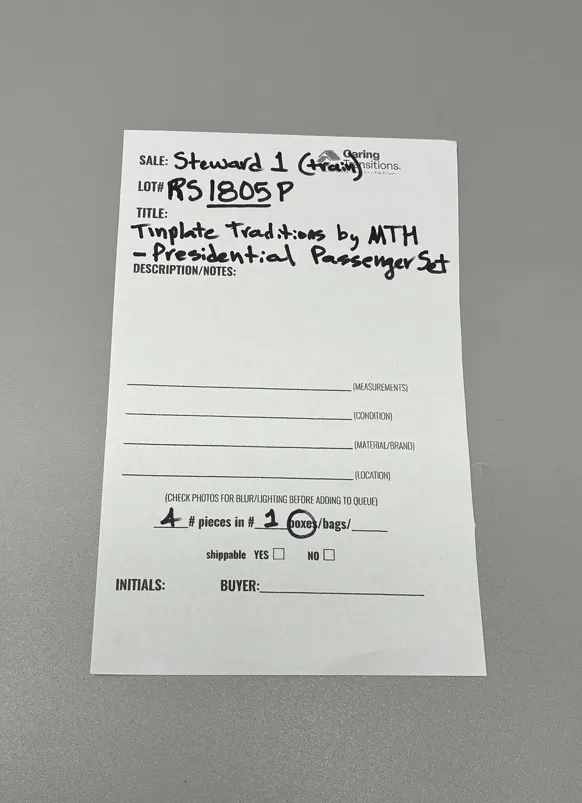 SALE: Steward 1 (train)
Caring Transitions.
LOT# RS1805P
TITLE:
Tinplate Traditions by MTH
- Presidential Passenger Set
DESCRIPTION/NOTES:
(MEASUREMENTS)
(CONDITION)
(MATERIAL/BRAND)
(LOCATION)
(CHECK PHOTOS FOR BLUR/LIGHTING BEFORE ADDING TO QUEUE)
4 # pieces in # 1 boxes/bags/
shippable YES NO
INITIALS: BUYER: